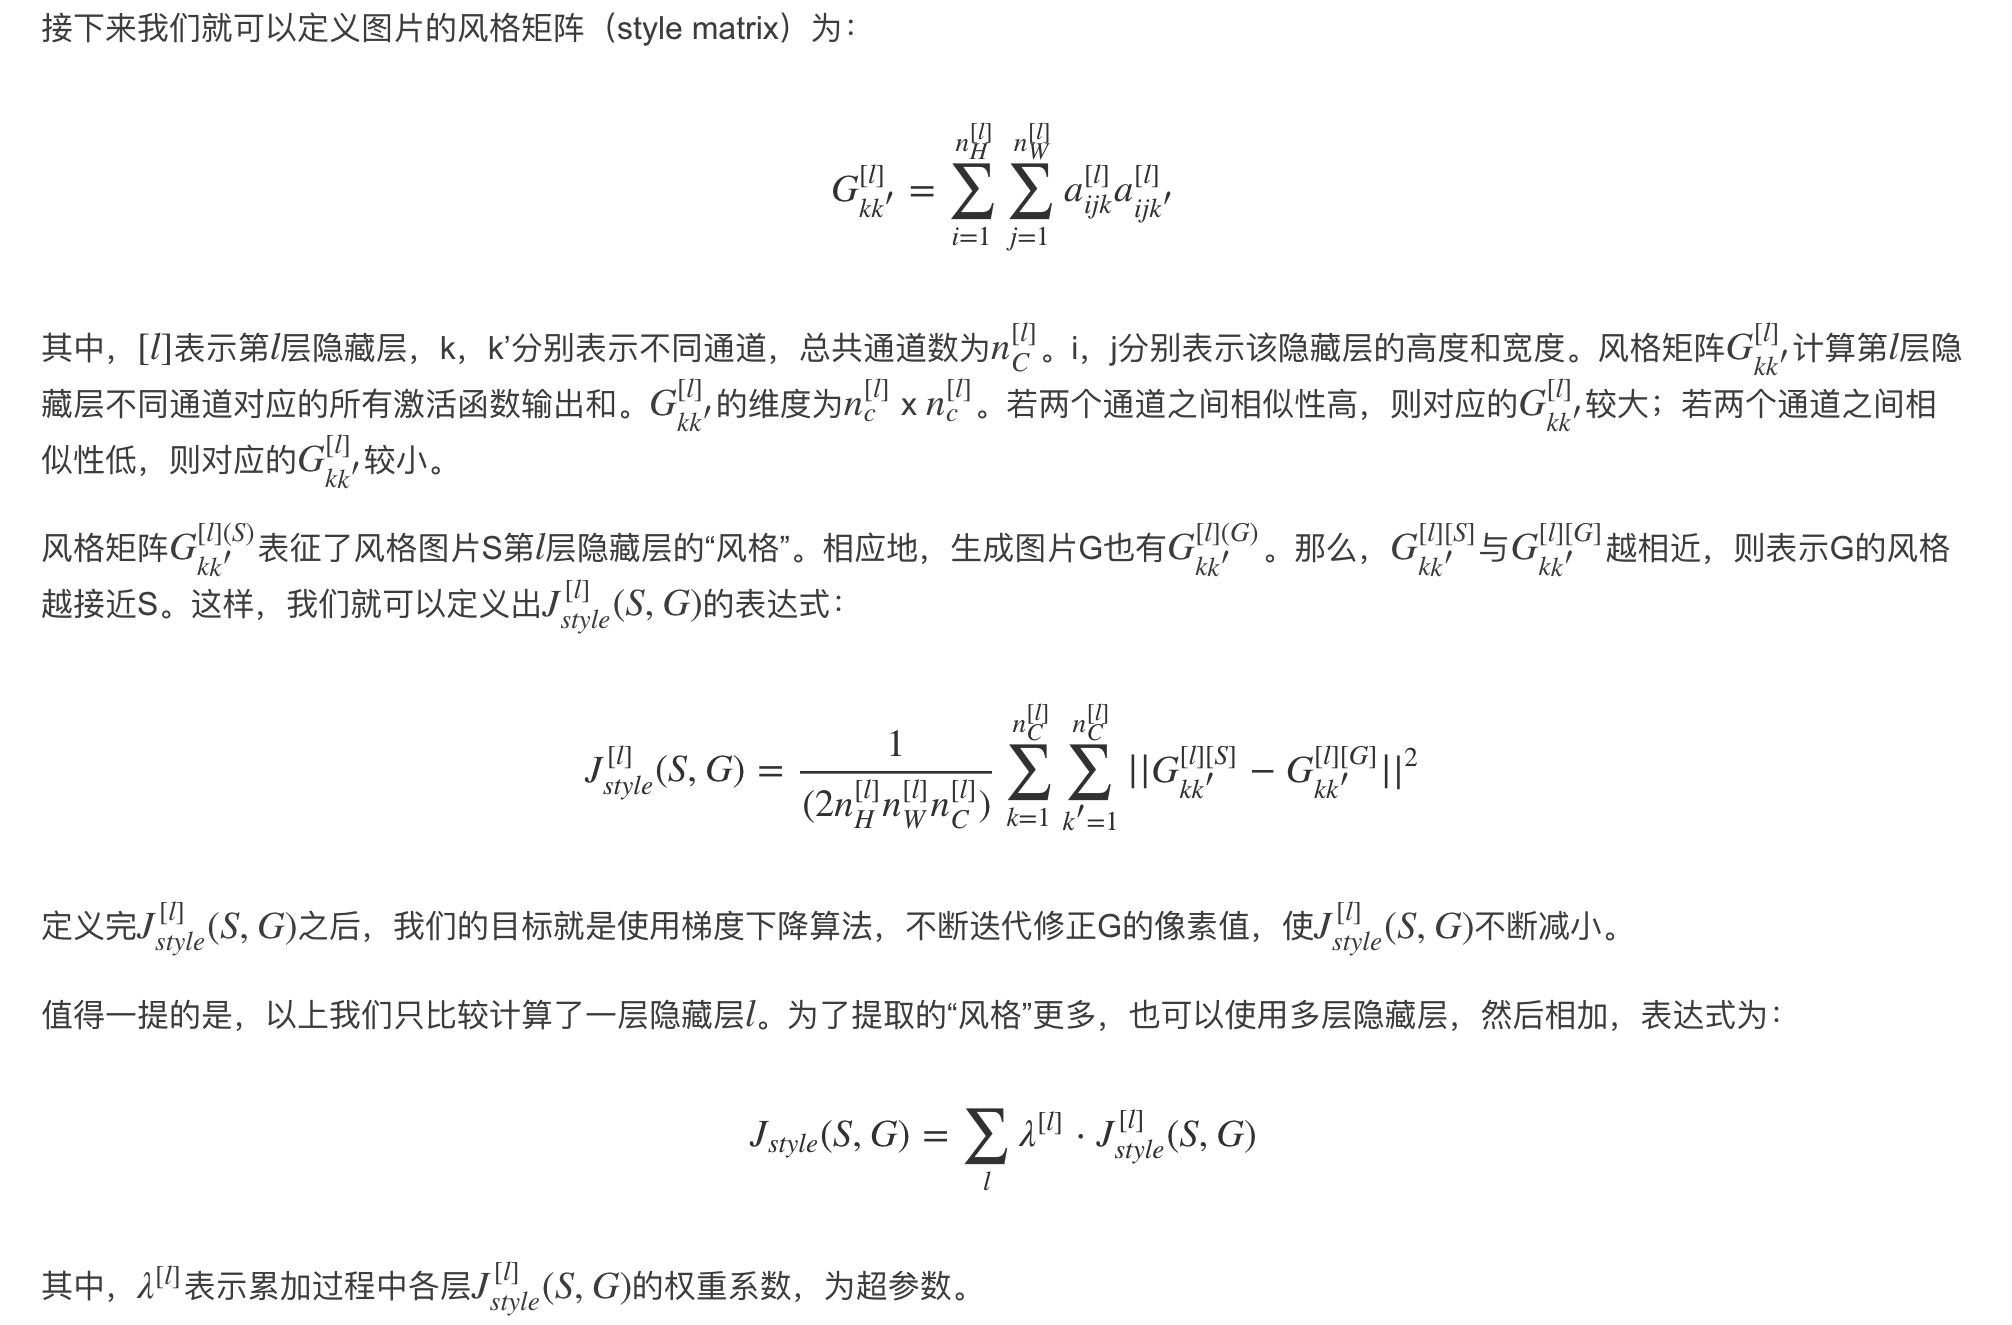 接下来我们就可以定义图片的风格矩阵（style matrix）为：
$G_{kk'}^{[l]} = \sum_{i=1}^{n_H^{[l]}} \sum_{j=1}^{n_W^{[l]}} a_{ijk}^{[l]} a_{ijk'}^{[l]}$
其中，$[l]$表示第$l$层隐藏层，k，k’分别表示不同通道，总共通道数为$n_C^{[l]}$。i，j分别表示该隐藏层的高度和宽度。风格矩阵$G_{kk'}^{[l]}$计算第$l$层隐
藏层不同通道对应的所有激活函数输出和。$G_{kk'}^{[l]}$的维度为$n_c^{[l]}$ x $n_c^{[l]}$。若两个通道之间相似性高，则对应的$G_{kk'}^{[l]}$较大；若两个通道之间相
似性低，则对应的$G_{kk'}^{[l]}$较小。
风格矩阵$G_{kk'}^{[l](S)}$表征了风格图片S第$l$层隐藏层的“风格”。相应地，生成图片G也有$G_{kk'}^{[l](G)}$。那么，$G_{kk'}^{[l][S]}$与$G_{kk'}^{[l][G]}$越相近，则表示G的风格
越接近S。这样，我们就可以定义出$J_{style}^{[l]}(S, G)$的表达式：
$J_{style}^{[l]}(S, G) = \frac{1}{(2n_H^{[l]} n_W^{[l]} n_C^{[l]})} \sum_{k=1}^{n_C^{[l]}} \sum_{k'=1}^{n_C^{[l]}} ||G_{kk'}^{[l][S]} - G_{kk'}^{[l][G]}||^2$
定义完$J_{style}^{[l]}(S, G)$之后，我们的目标就是使用梯度下降算法，不断迭代修正G的像素值，使$J_{style}^{[l]}(S, G)$不断减小。
值得一提的是，以上我们只比较计算了一层隐藏层$l$。为了提取的“风格”更多，也可以使用多层隐藏层，然后相加，表达式为：
$J_{style}(S, G) = \sum_l \lambda^{[l]} \cdot J_{style}^{[l]}(S, G)$
其中，$\lambda^{[l]}$表示累加过程中各层$J_{style}^{[l]}(S, G)$的权重系数，为超参数。